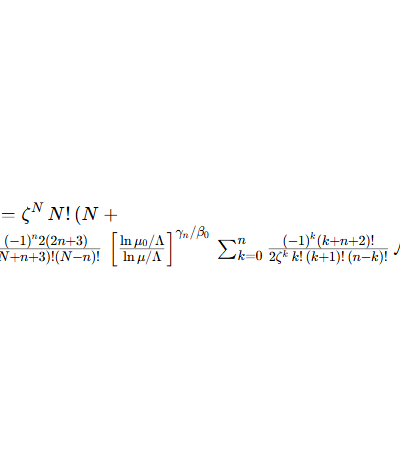 = ζ^N N! (N +
(−1)^n 2(2n+3) / N+n+3)!(N−n)! [ln μ_0/Λ / ln μ/Λ]^{γ_n/β_0} ∑_{k=0}^n (−1)^k(k+n+2)! / 2ζ^k k! (k+1)! (n−k)!